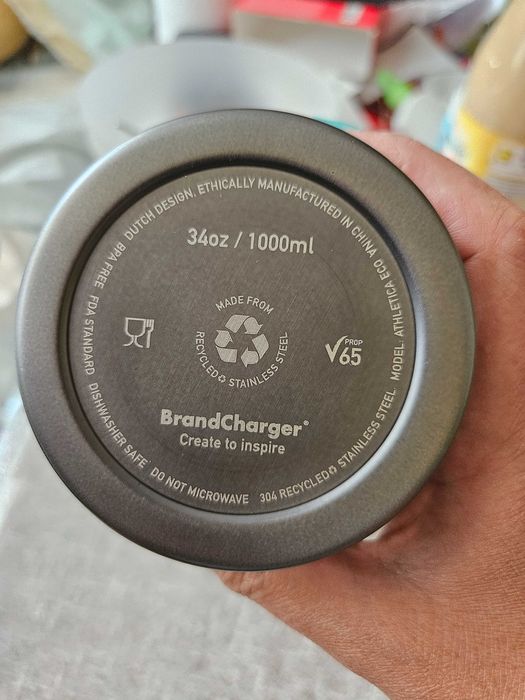 DUTCH DESIGN, ETHICALLY MANUFACTURED IN CHINA
34oz / 1000ml
MADE FROM
RECYCLED♻ STAINLESS STEEL
PROP
65
BrandCharger®
Create to inspire
MODEL: ATHLETICA ECO
304 RECYCLED♻ STAINLESS STEEL
DO NOT MICROWAVE
DISHWASHER SAFE
FDA STANDARD
BPA FREE